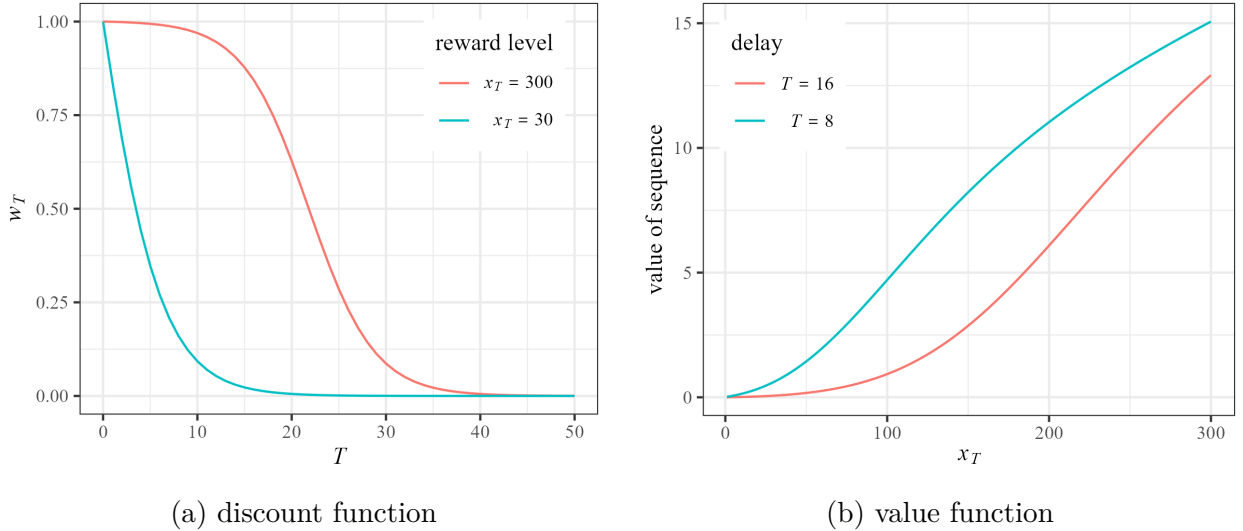 1.00
0.75
0.50
0.25
0.00
w_T
reward level
x_T = 300
x_T = 30
0
10
20
30
40
50
T
(a) discount function
15
10
5
0
value of sequence
delay
T = 16
T = 8
0
100
200
300
x_T
(b) value function